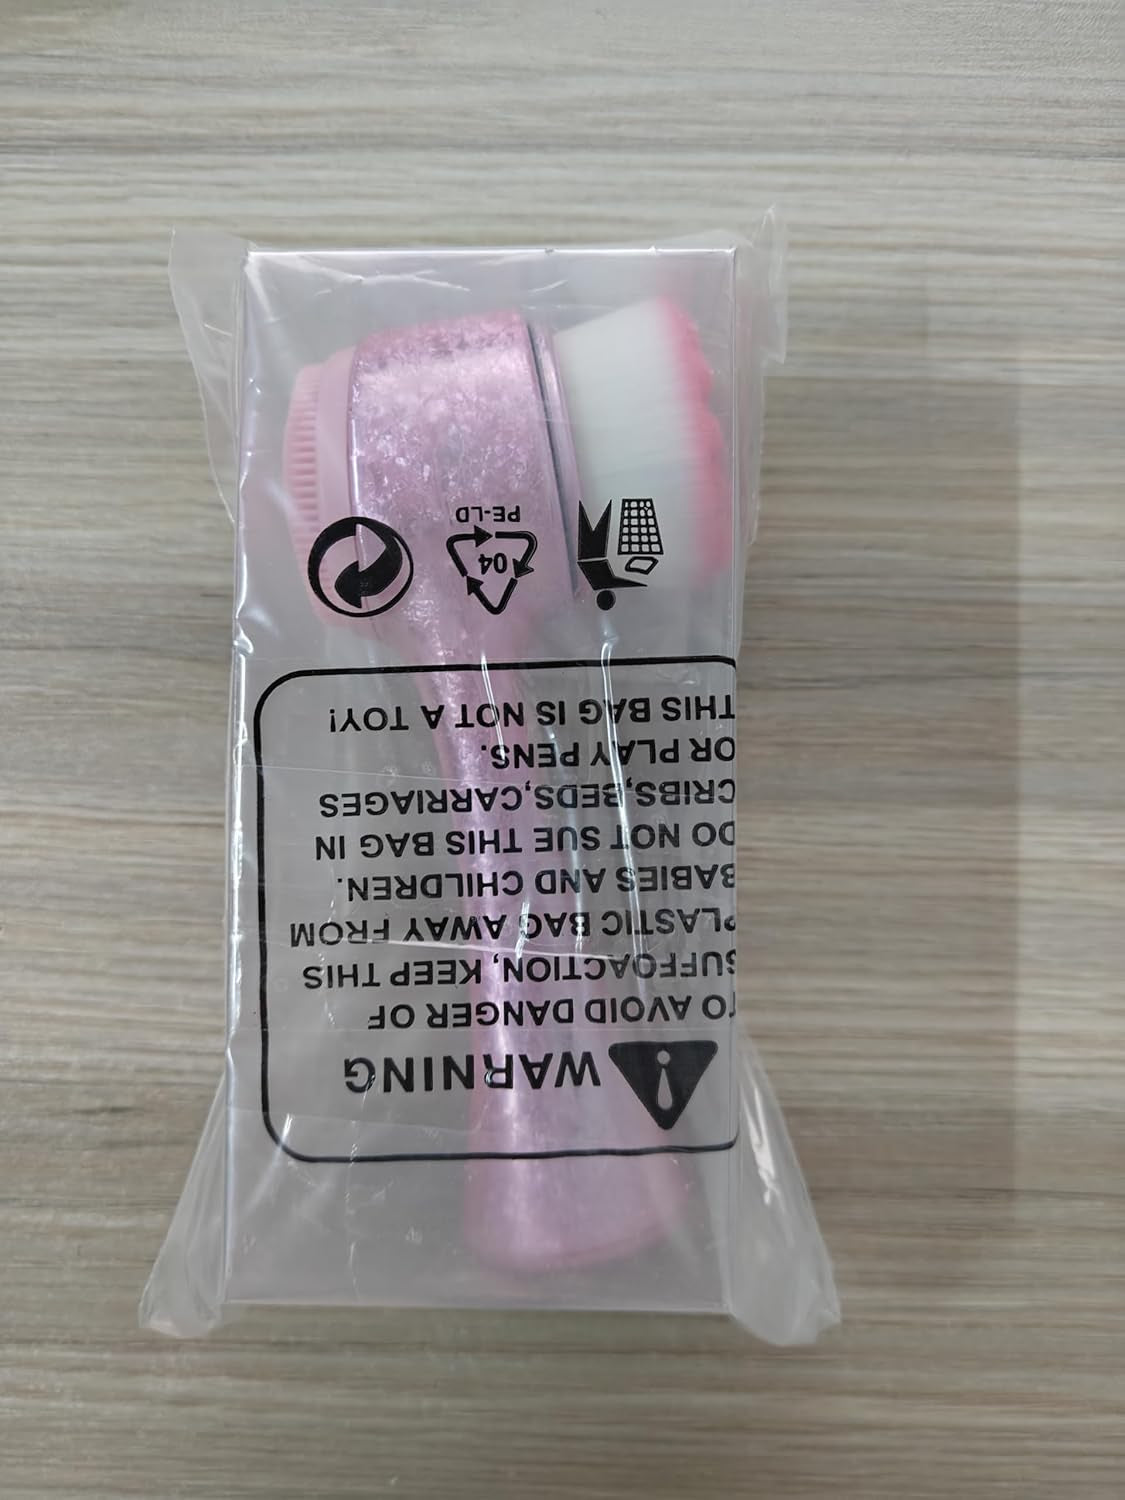 WARNING
TO AVOID DANGER OF
SUFFOACTION, KEEP THIS
PLASTIC BAG AWAY FROM
BABIES AND CHILDREN.
DO NOT SUE THIS BAG IN
CRIBS,BEDS,CARRIAGES
OR PLAY PENS.
THIS BAG IS NOT A TOY!
04
PE-LD